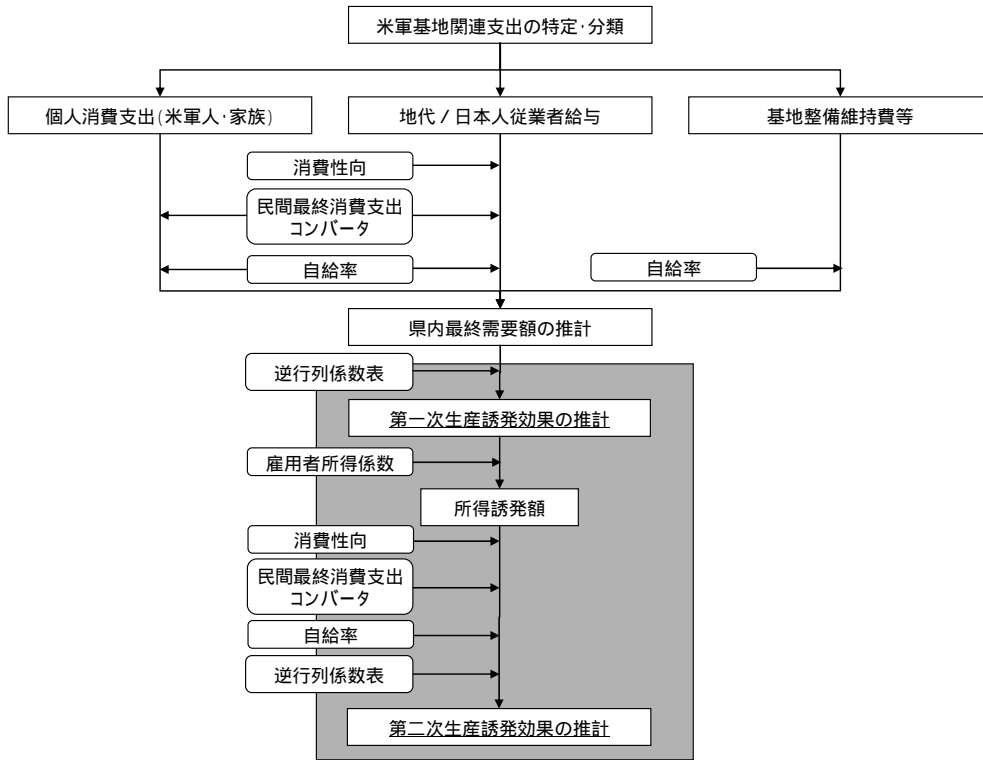 米軍基地関連支出の特定･分類
個人消費支出(米軍人･家族)
地代／日本人従業者給与
基地整備維持費等
消費性向
民間最終消費支出
コンバータ
自給率
自給率
県内最終需要額の推計
逆行列係数表
第一次生産誘発効果の推計
雇用者所得係数
所得誘発額
消費性向
民間最終消費支出
コンバータ
自給率
逆行列係数表
第二次生産誘発効果の推計